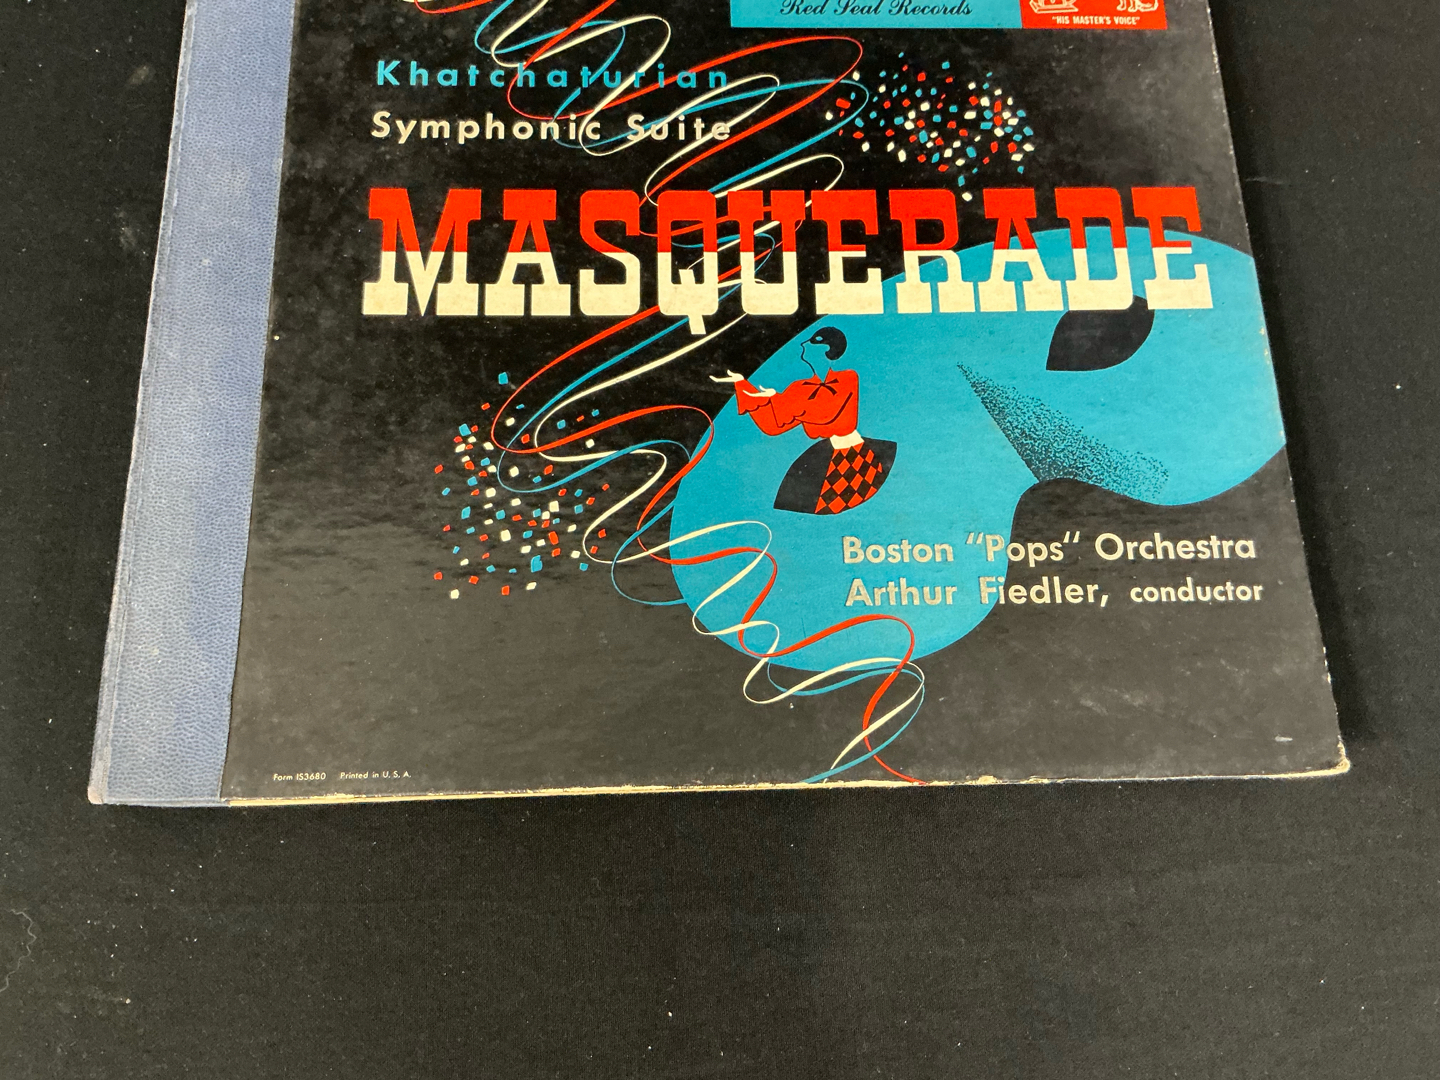 Red Seal Records
"HIS MASTER'S VOICE"
Khatchaturian
Symphonic Suite
MASQUERADE
Boston "Pops" Orchestra
Arthur Fiedler, conductor
Form IS3680 Printed in U. S. A.